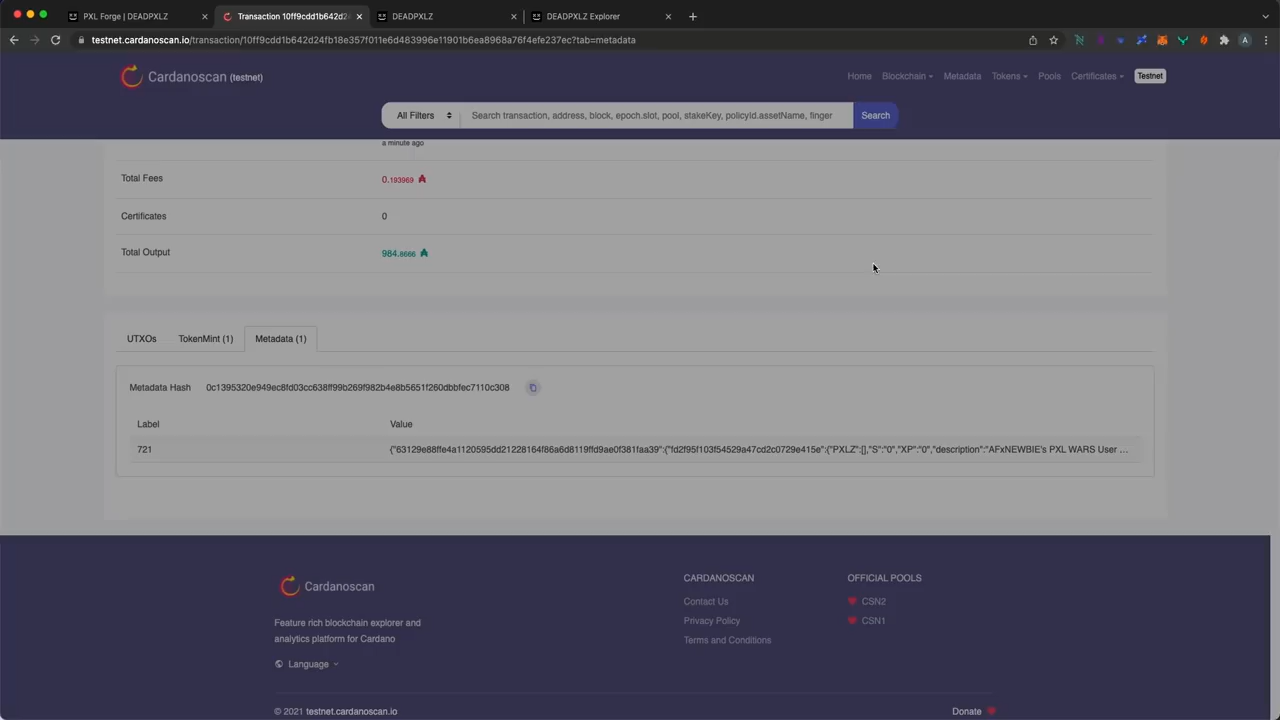 PXL Forge | DEADPXLZ
Transaction 10ff9cdd1b642d2
DEADPXLZ
DEADPXLZ Explorer
testnet.cardanoscan.io/transaction/10ff9cdd1b642d24fb18e357f011e6d483996e11901b6ea8968a76f4efe237ec?tab=metadata
A
Cardanoscan (testnet)
Home
Blockchain
Metadata
Tokens
Pools
Certificates
Testnet
All Filters
Search transaction, address, block, epoch.slot, pool, stakeKey, policyId.assetName, finger
Search
a minute ago
Total Fees
0.193969 ₳
Certificates
0
Total Output
984.8666 ₳
UTXOs
TokenMint (1)
Metadata (1)
Metadata Hash
0c1395320e949ec8fd03cc638ff99b269f982b4e8b5651f260dbbfec7110c308
Label
Value
721
{"63129e88ffe4a1120595dd21228164f86a6d8119ffd9ae0f381faa39":{"fd2f95f103f54529a47cd2c0729e415e":{"PXLZ":[],"S":"0","XP":"0","description":"AFxNEWBIE's PXL WARS User ...
Cardanoscan
Feature rich blockchain explorer and
analytics platform for Cardano
Language
CARDANOSCAN
Contact Us
Privacy Policy
Terms and Conditions
OFFICIAL POOLS
CSN2
CSN1
© 2021 testnet.cardanoscan.io
Donate